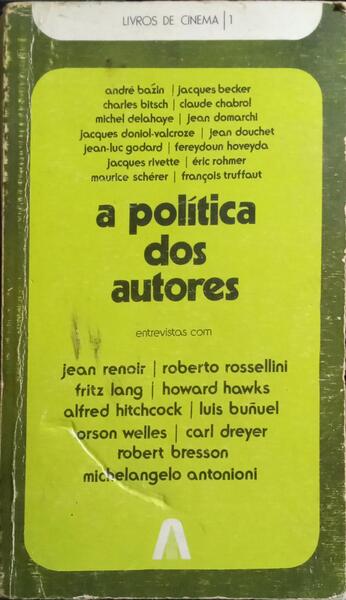 LIVROS DE CINEMA | 1
andré bazin | jacques becker
charles bitsch | claude chabrol
michel delahaye | jean domarchi
jacques doniol-valcroze | jean douchet
jean-luc godard | fereydoun hoveyda
jacques rivette | éric rohmer
maurice schérer | françois truffaut
a política
dos
autores
entrevistas com
jean renoir | roberto rossellini
fritz lang | howard hawks
alfred hitchcock | luis buñuel
orson welles | carl dreyer
robert bresson
michelangelo antonioni